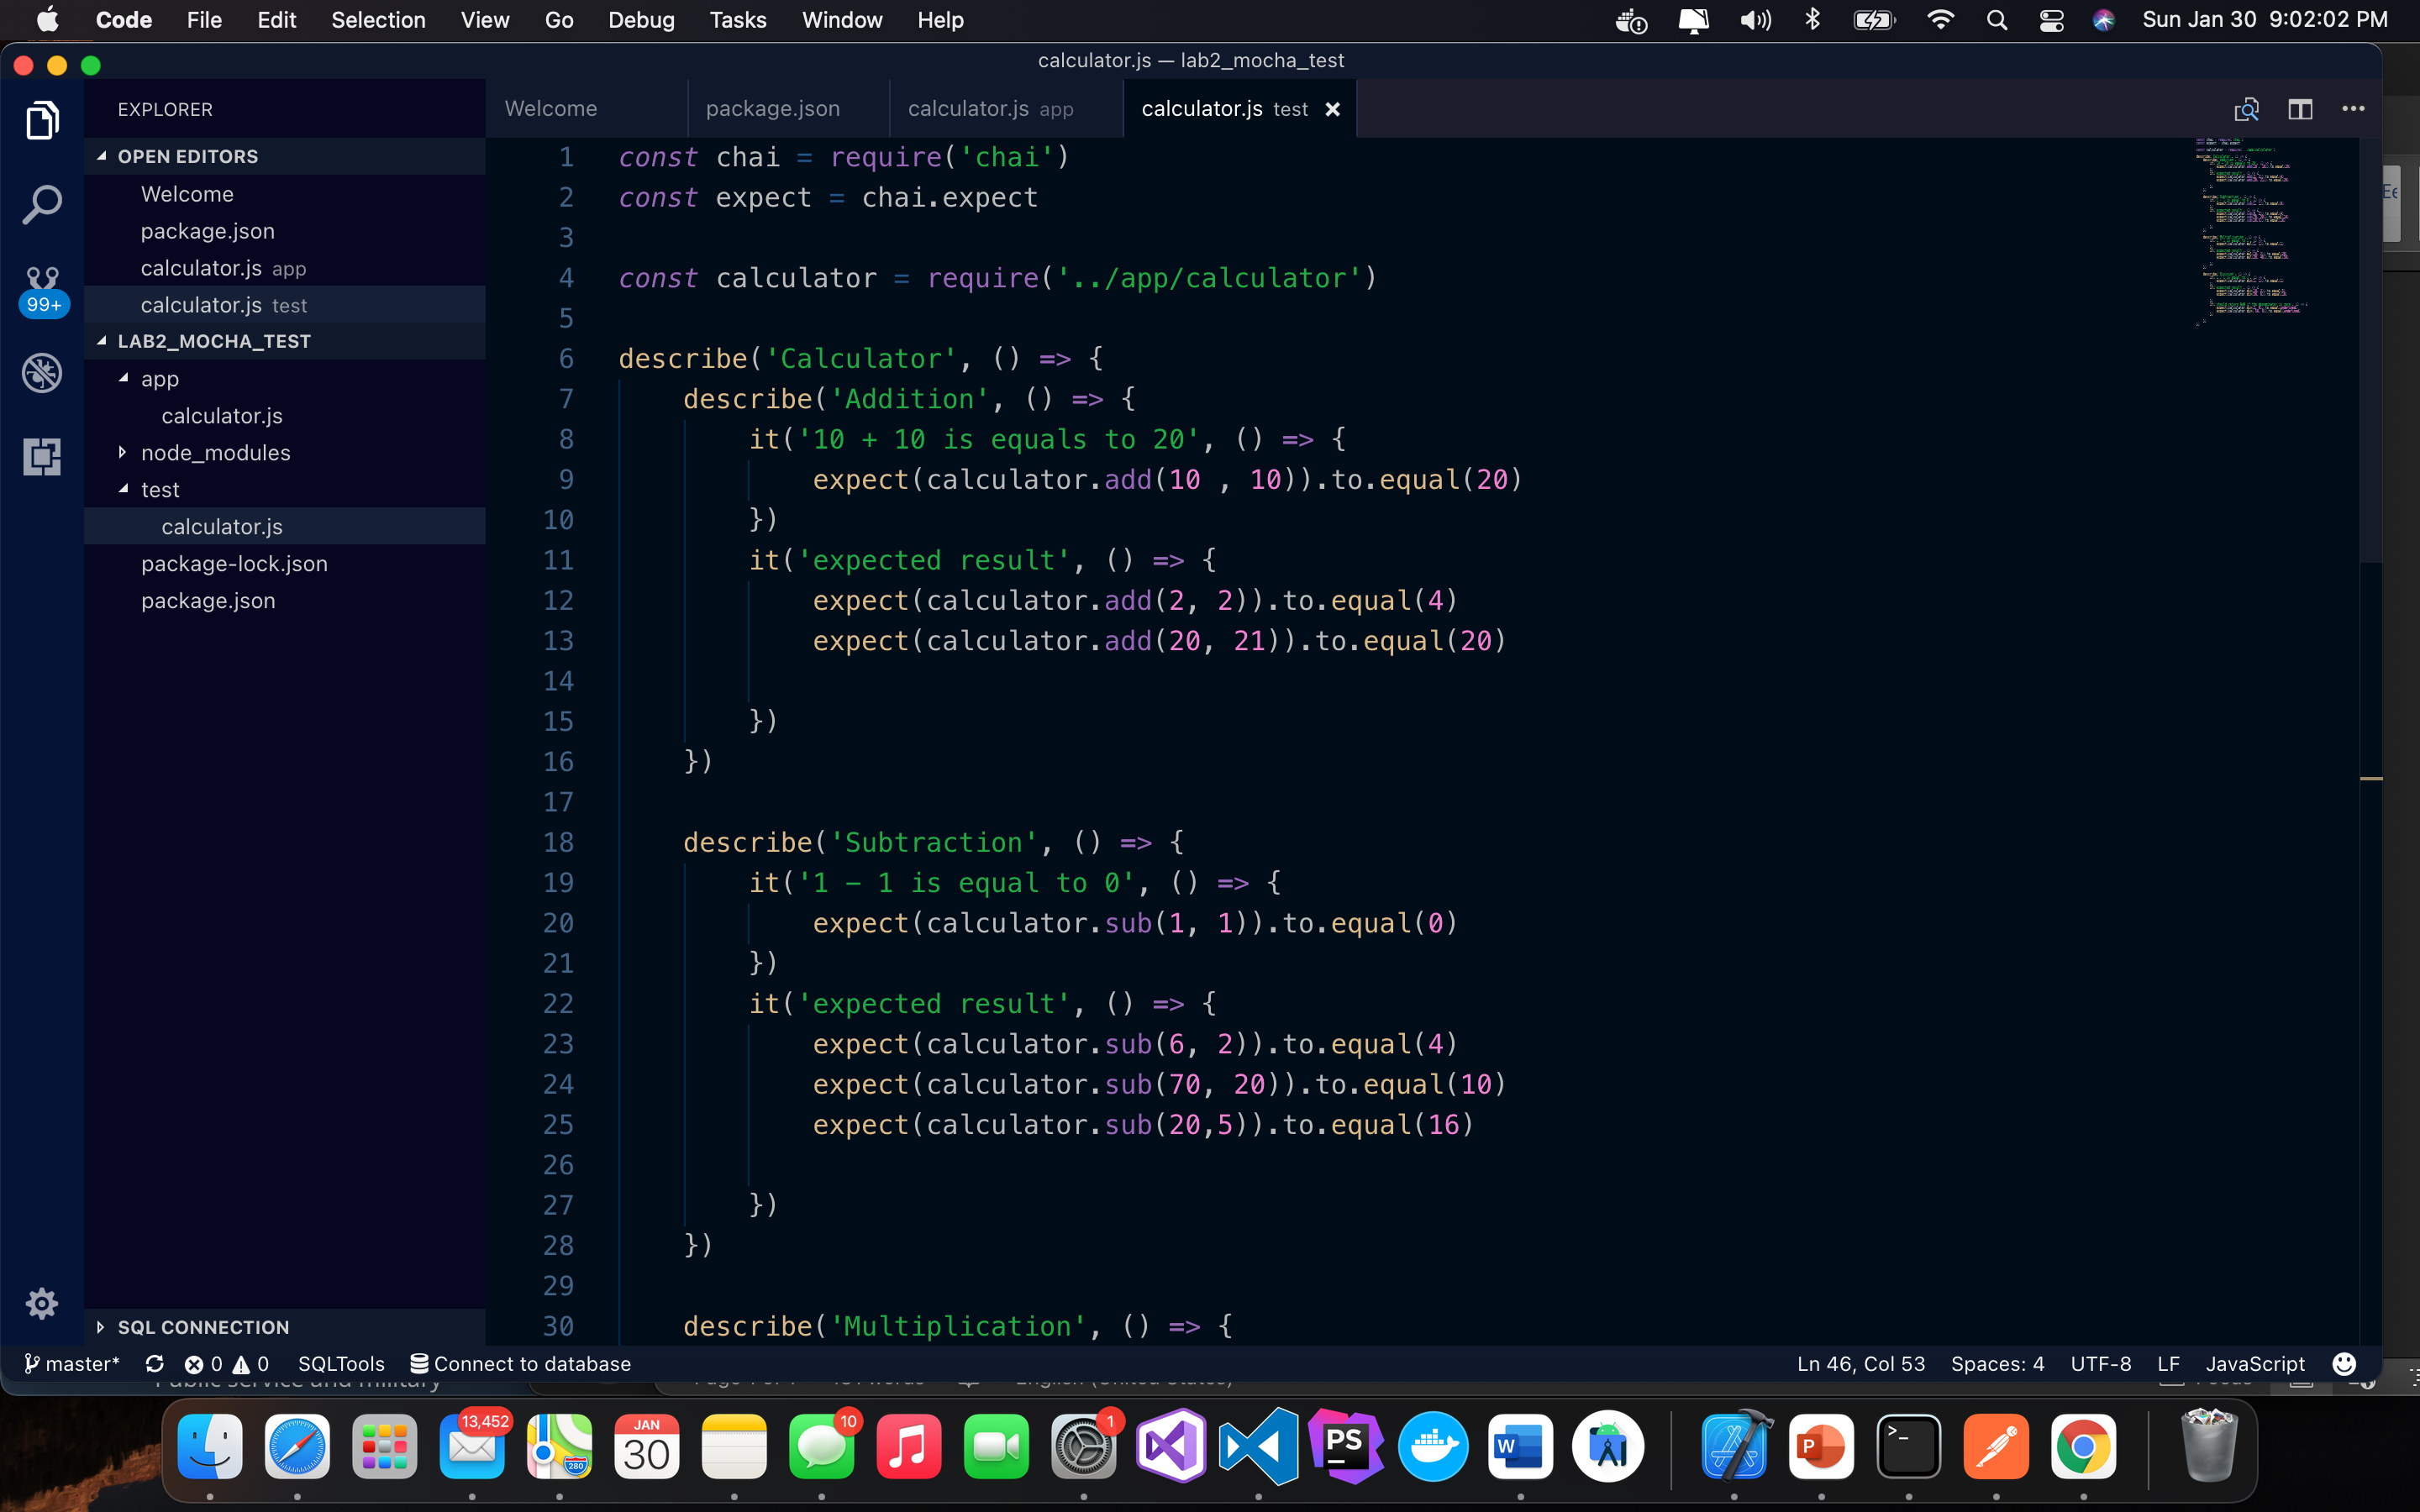 Code File Edit Selection View Go Debug Tasks Window Help Sun Jan 30 9:02:02 PM
calculator.js — lab2_mocha_test
EXPLORER
OPEN EDITORS
Welcome
package.json
calculator.js app
calculator.js test
LAB2_MOCHA_TEST
app
calculator.js
node_modules
test
calculator.js
package-lock.json
package.json
SQL CONNECTION
99+
Welcome package.json calculator.js app calculator.js test
1 const chai = require('chai')
2 const expect = chai.expect
3
4 const calculator = require('../app/calculator')
5
6 describe('Calculator', () => {
7 describe('Addition', () => {
8 it('10 + 10 is equals to 20', () => {
9 expect(calculator.add(10 , 10)).to.equal(20)
10 })
11 it('expected result', () => {
12 expect(calculator.add(2, 2)).to.equal(4)
13 expect(calculator.add(20, 21)).to.equal(20)
14
15 })
16 })
17
18 describe('Subtraction', () => {
19 it('1 - 1 is equal to 0', () => {
20 expect(calculator.sub(1, 1)).to.equal(0)
21 })
22 it('expected result', () => {
23 expect(calculator.sub(6, 2)).to.equal(4)
24 expect(calculator.sub(70, 20)).to.equal(10)
25 expect(calculator.sub(20,5)).to.equal(16)
26
27 })
28 })
29
30 describe('Multiplication', () => {
master* 0 0 SQLTools Connect to database Ln 46, Col 53 Spaces: 4 UTF-8 LF JavaScript
13,452 JAN 30 10 1 PS W P >_
280